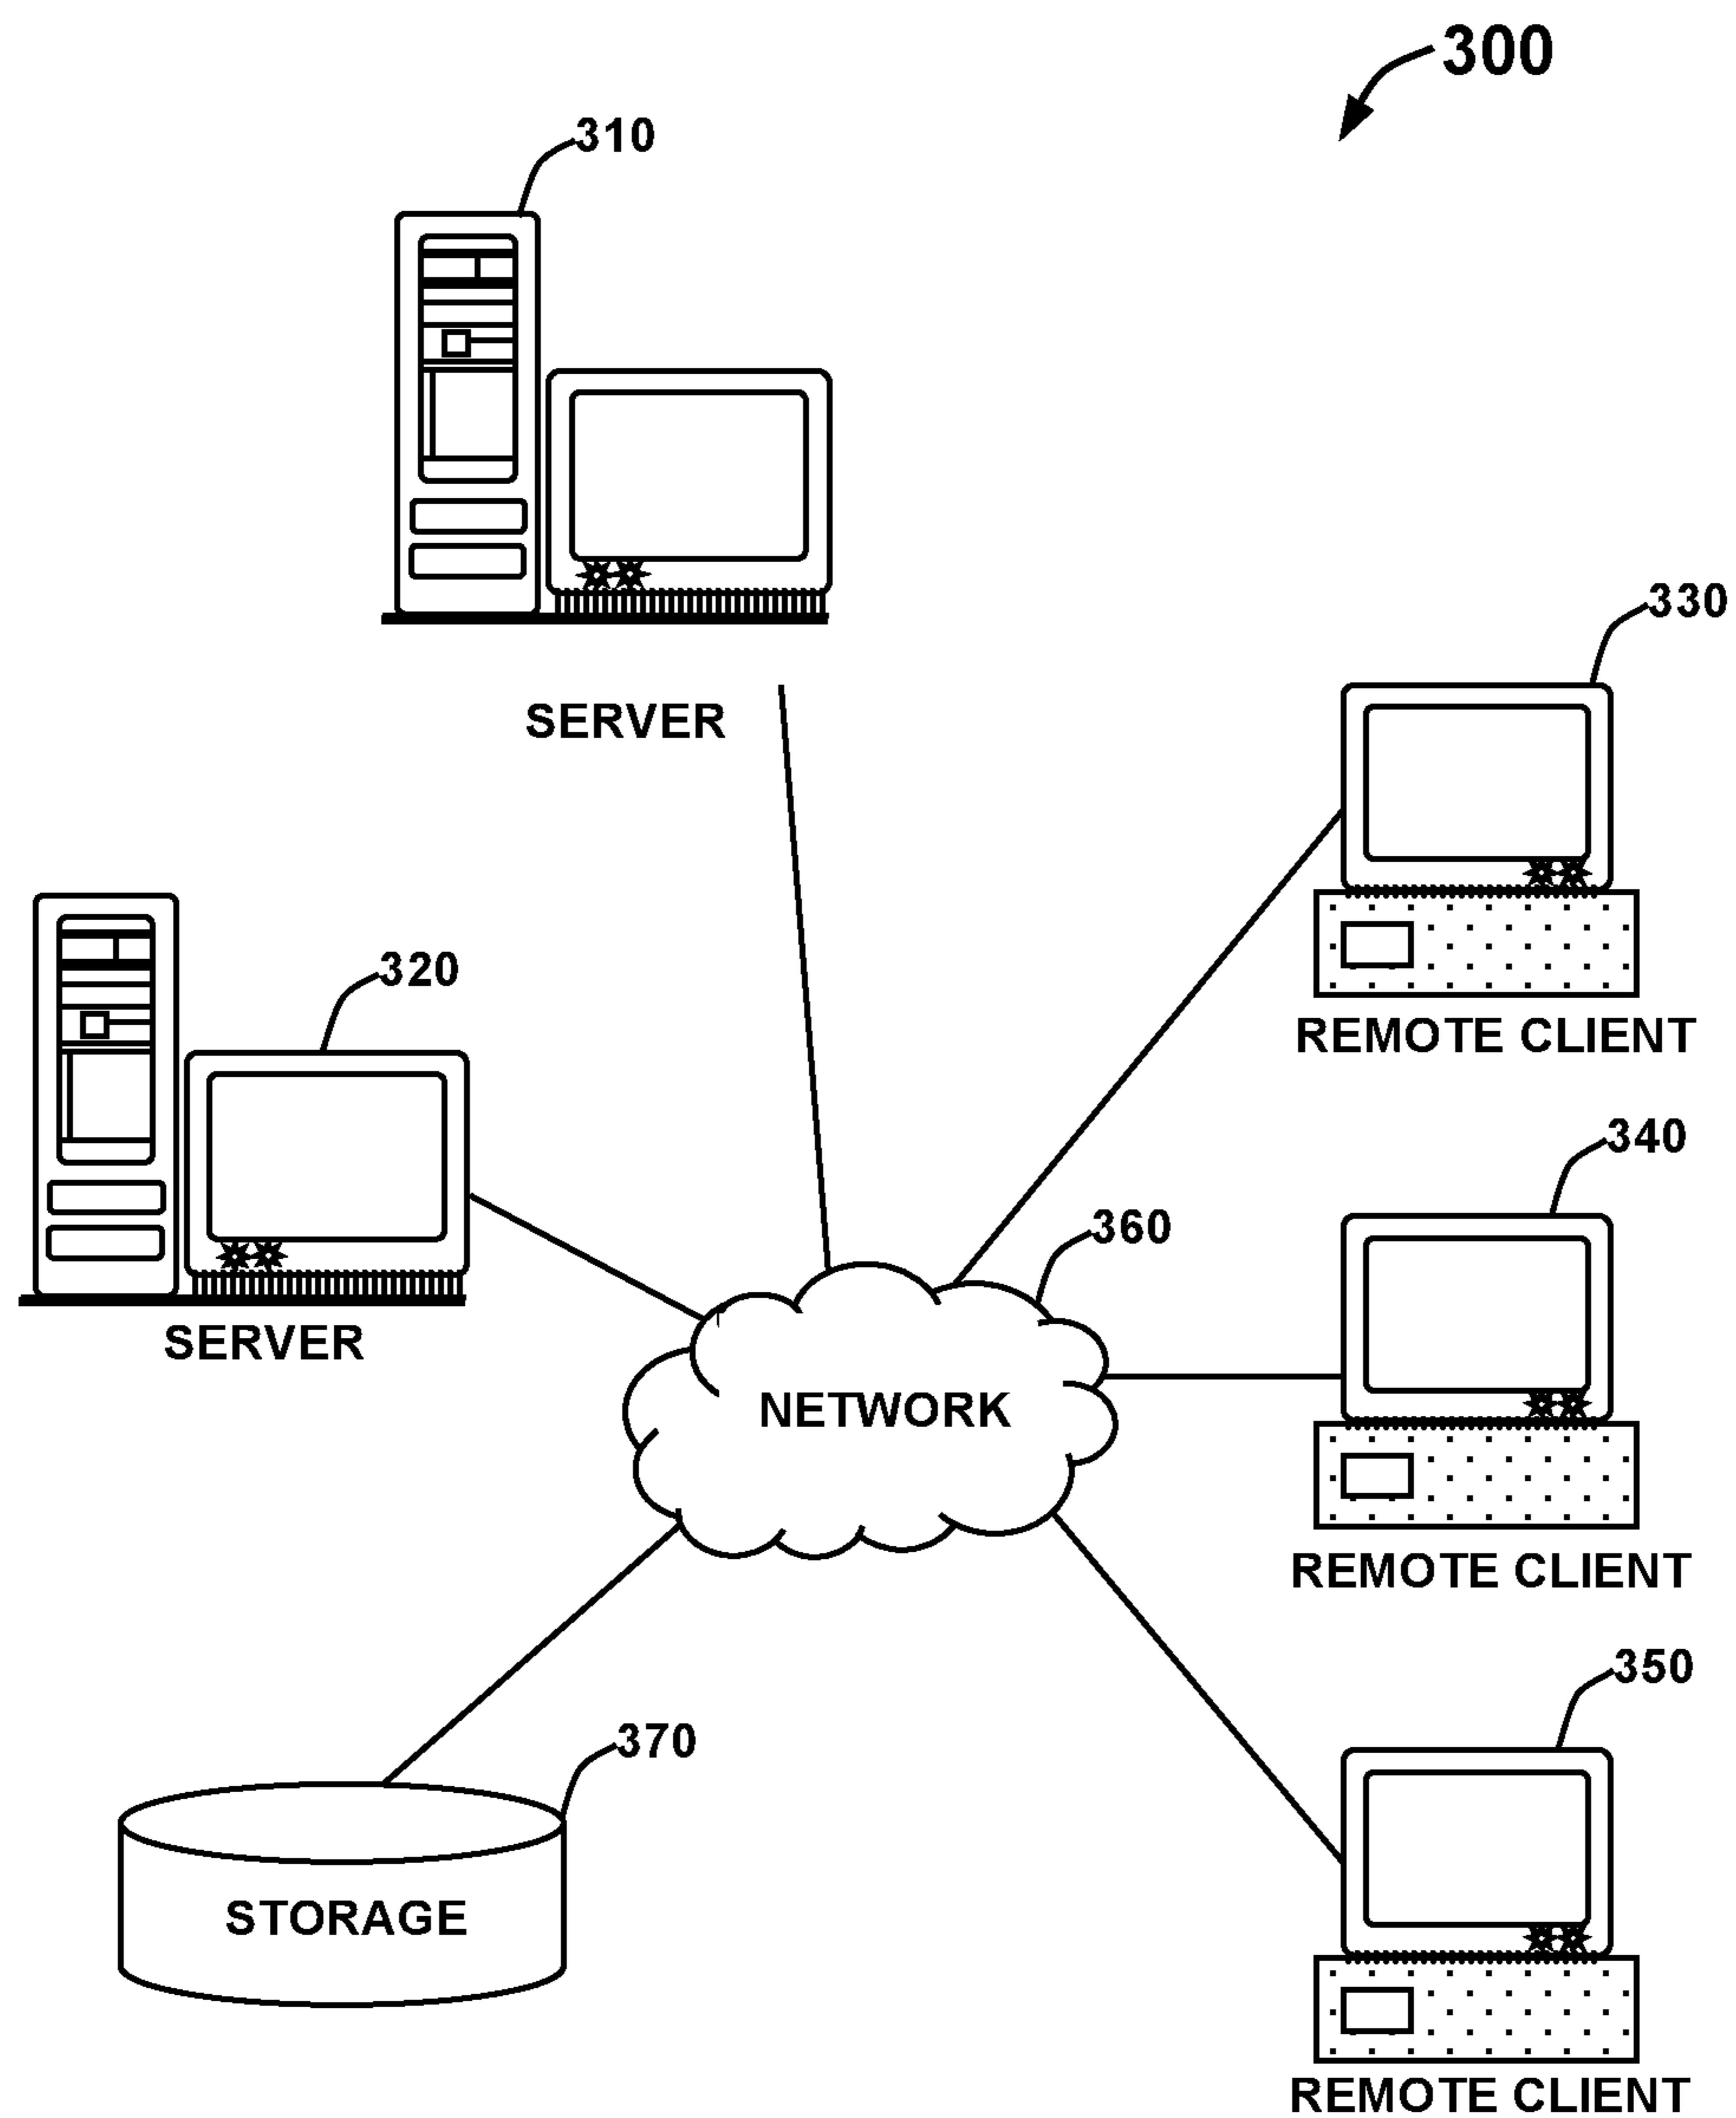 300
310
SERVER
330
REMOTE CLIENT
320
SERVER
340
REMOTE CLIENT
360
NETWORK
350
REMOTE CLIENT
370
STORAGE